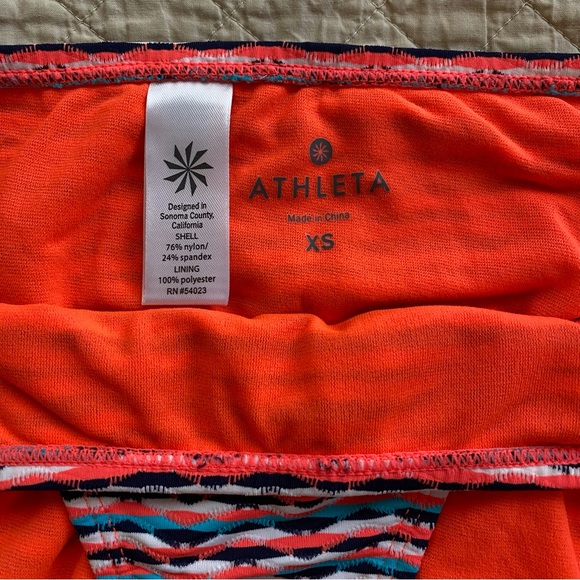 Designed in
Sonoma County,
California
SHELL
76% nylon/
24% spandex
LINING
100% polyester
RN #54023
ATHLETA
Made in China
XS